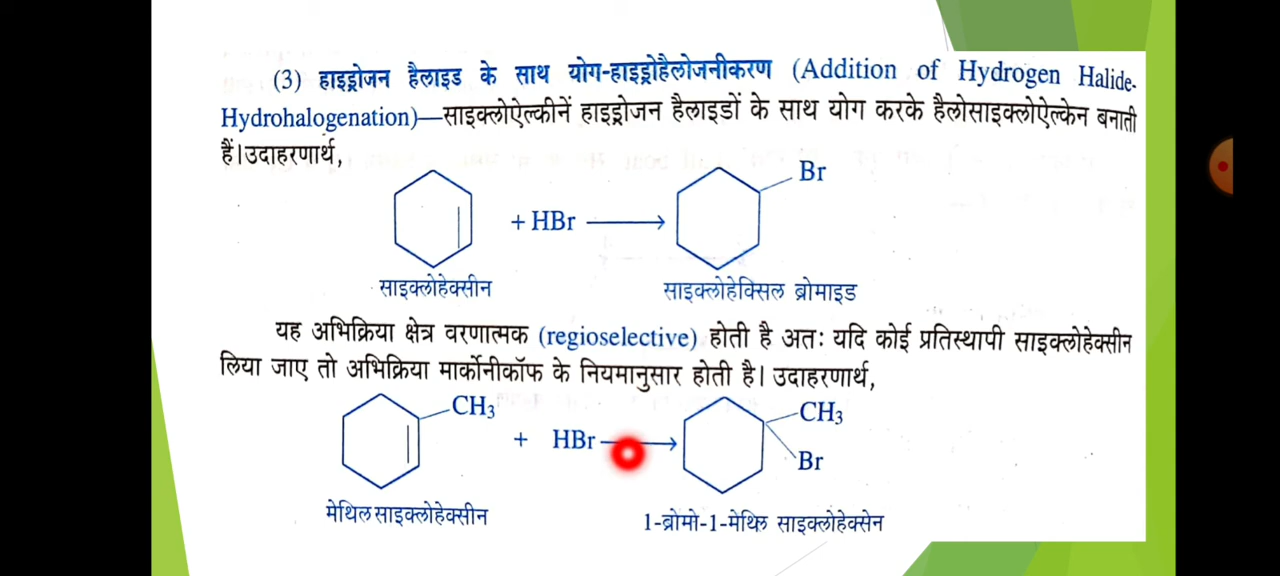 (3) हाइड्रोजन हैलाइड के साथ योग-हाइड्रोहैलोजनीकरण (Addition of Hydrogen Halide-
Hydrohalogenation)—साइक्लोऐल्कीनें हाइड्रोजन हैलाइडों के साथ योग करके हैलोसाइक्लोऐल्केन बनाती
हैं। उदाहरणार्थ,
Br
+ HBr
साइक्लोहेक्सीन
साइक्लोहेक्सिल ब्रोमाइड
यह अभिक्रिया क्षेत्र वरणात्मक (regioselective) होती है अतः यदि कोई प्रतिस्थापी साइक्लोहेक्सीन
लिया जाए तो अभिक्रिया मार्कोनीकॉफ के नियमानुसार होती है। उदाहरणार्थ,
CH3
+ HBr
CH3
Br
मेथिल साइक्लोहेक्सीन
1-ब्रोमो-1-मेथिल साइक्लोहेक्सेन